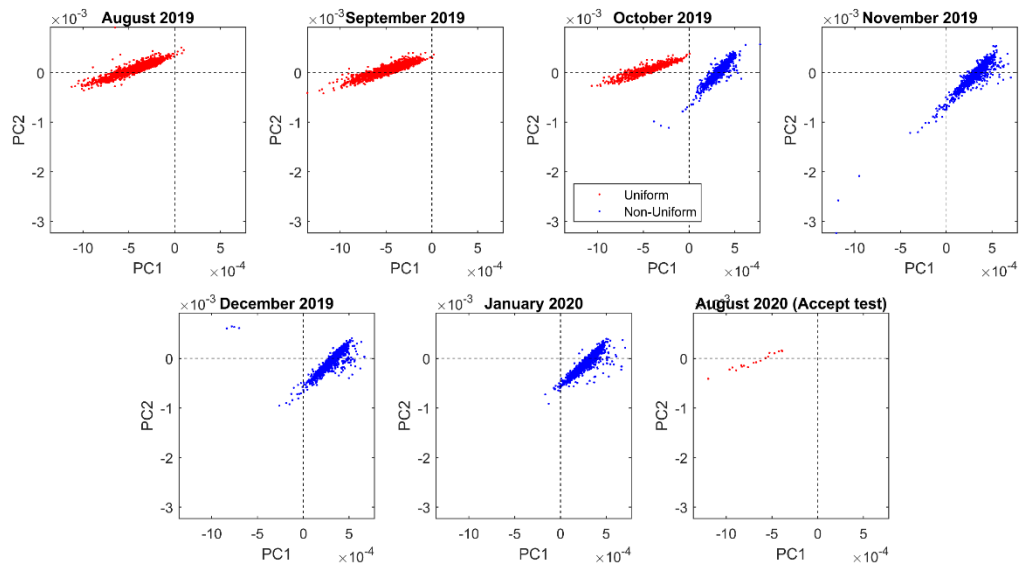 ×10⁻³ August 2019
PC2
0
-1
-2
-3
-10 -5 0 5
PC1 ×10⁻⁴
×10⁻³ September 2019
PC2
0
-1
-2
-3
-10 -5 0 5
PC1 ×10⁻⁴
×10⁻³ October 2019
PC2
0
-1
-2
-3
Uniform
Non-Uniform
-10 -5 0 5
PC1 ×10⁻⁴
×10⁻³ November 2019
PC2
0
-1
-2
-3
-10 -5 0 5
PC1 ×10⁻⁴
×10⁻³ December 2019
PC2
0
-1
-2
-3
-10 -5 0 5
PC1 ×10⁻⁴
×10⁻³ January 2020
PC2
0
-1
-2
-3
-10 -5 0 5
PC1 ×10⁻⁴
August 2020 (Accept test)
PC2
0
-1
-2
-3
-10 -5 0 5
PC1 ×10⁻⁴